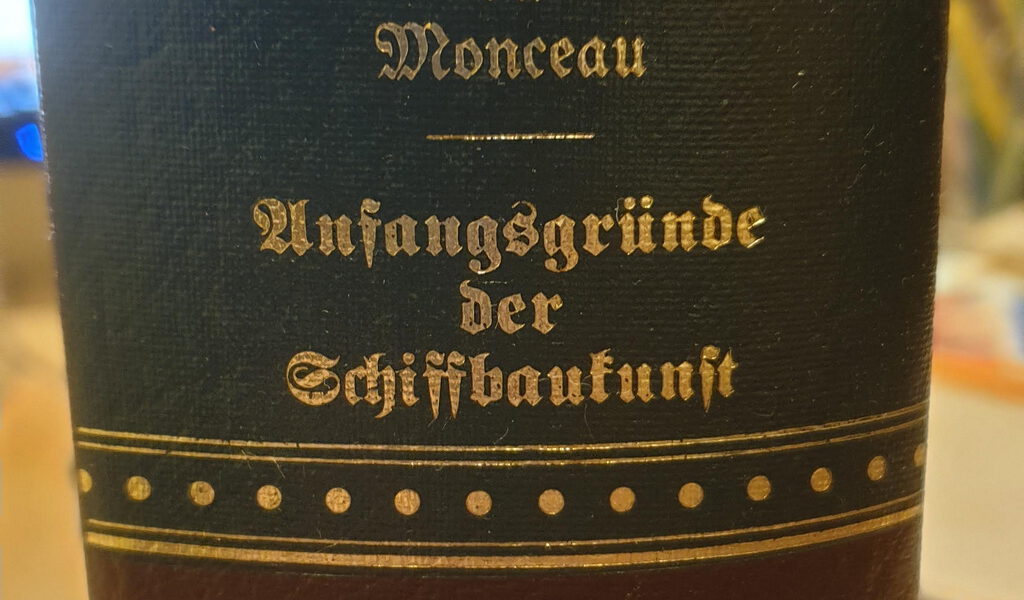 Monceau
Anfangsgründe
der
Schiffbaukunſt